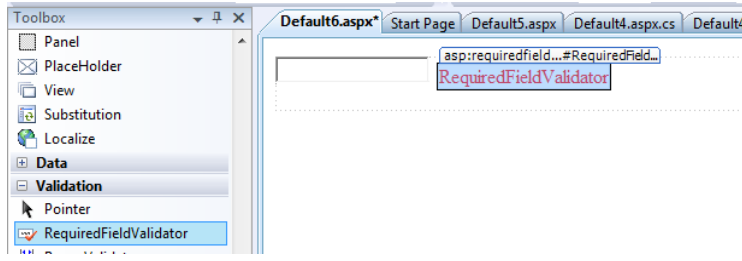 Toolbox
Default6.aspx* Start Page Default5.aspx Default4.aspx.cs Default4
Panel
PlaceHolder
View
Substitution
Localize
Data
Validation
Pointer
RequiredFieldValidator
asp:requiredfield...#RequiredField...
RequiredFieldValidator